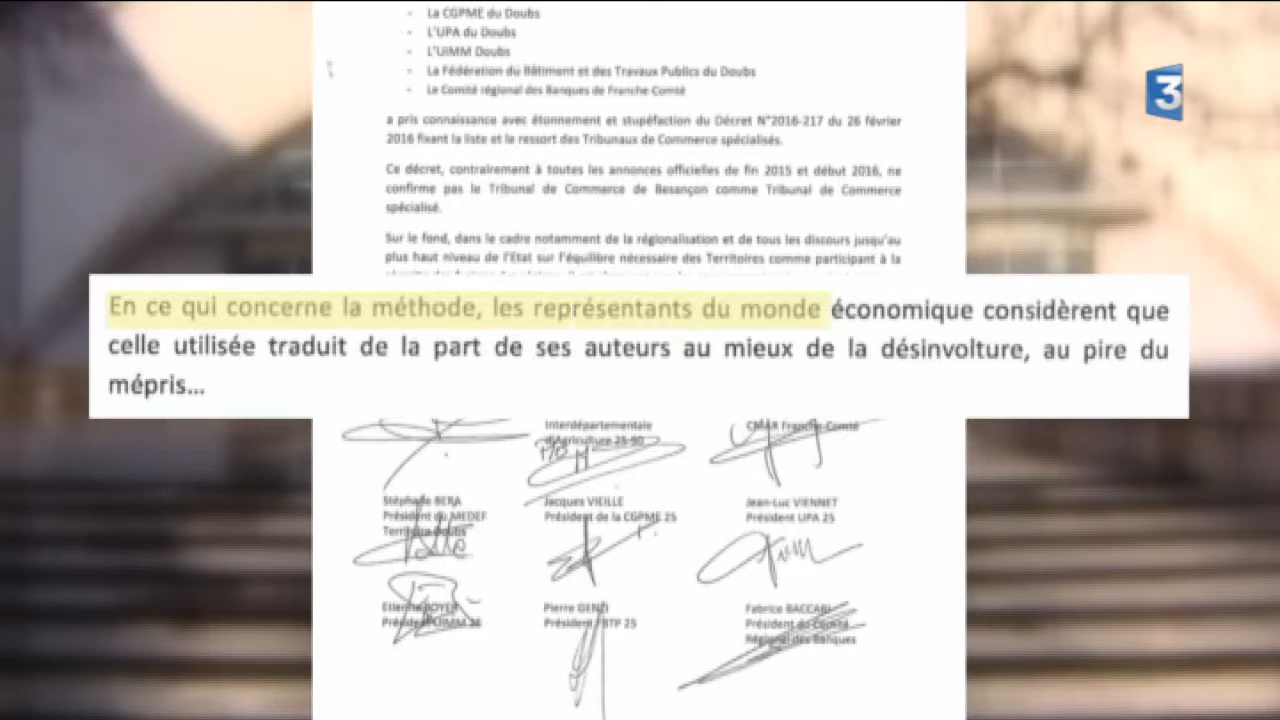 - La CGPME du Doubs
- L'UPA du Doubs
- L'UIMM Doubs
- La Fédération du Bâtiment et des Travaux Publics du Doubs
- Le Comité régional des Banques de Franche-Comté
3
a pris connaissance avec étonnement et stupéfaction du Décret N°2016-217 du 26 février
2016 fixant la liste et le ressort des Tribunaux de Commerce spécialisés.
Ce décret, contrairement à toutes les annonces officielles de fin 2015 et début 2016, ne
confirme pas le Tribunal de Commerce de Besançon comme Tribunal de Commerce
spécialisé.
Sur le fond, dans le cadre notamment de la régionalisation et de tous les discours jusqu'au
plus haut niveau de l'Etat sur l'équilibre nécessaire des Territoires comme participant à la
En ce qui concerne la méthode, les représentants du monde économique considèrent que
celle utilisée traduit de la part de ses auteurs au mieux de la désinvolture, au pire du
mépris...
Interdépartementale
d'Agriculture 25-90
CMAR Franche-Comté
Stéphane BERA
Président du MEDEF
Territoire Doubs
Jacques VIEILLE
Président de la CGPME 25
Jean-Luc VIENNET
Président UPA 25
Etienne BOYER
Président UIMM
Pierre GENZI
Président BTP 25
Fabrice BACCARI
Président du Comité
Régional des Banques